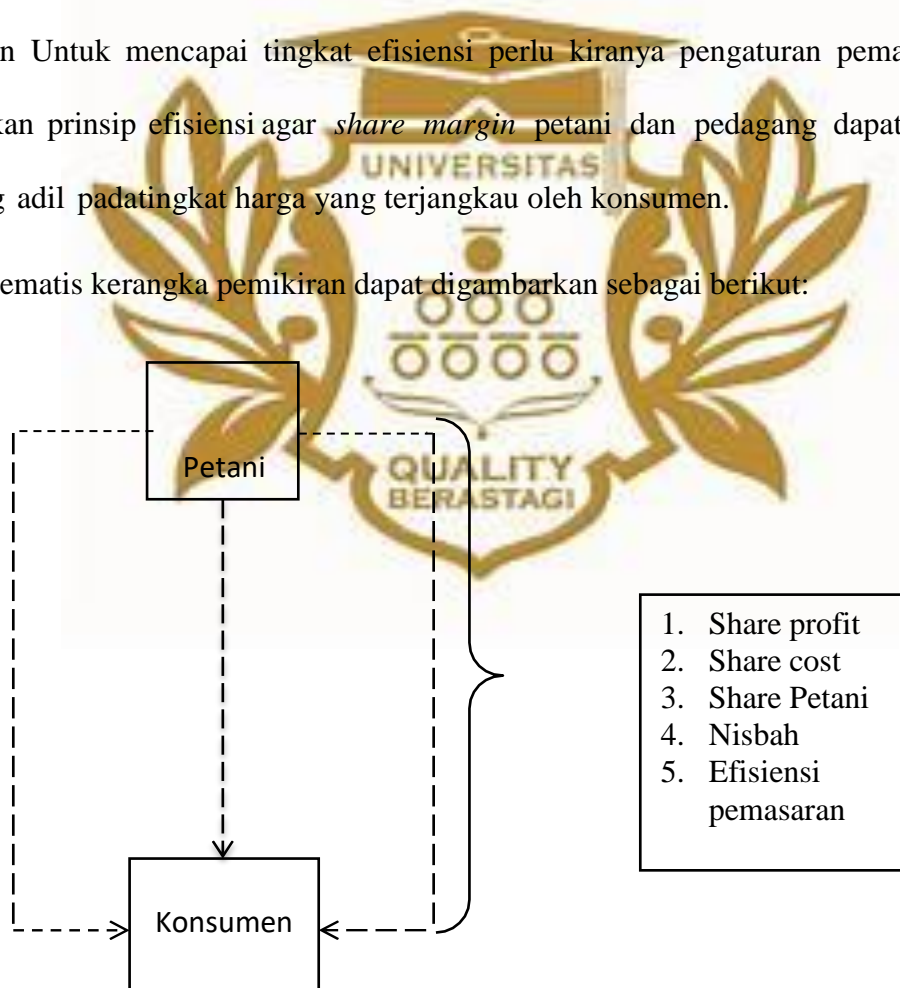 n Untuk mencapai tingkat efisiensi perlu kiranya pengaturan pema
kan prinsip efisiensi agar share margin petani dan pedagang dapat
g adil padatingkat harga yang terjangkau oleh konsumen.
ematis kerangka pemikiran dapat digambarkan sebagai berikut:
UNIVERSITAS
QUALITY
BERASTAGI
Petani
1. Share profit
2. Share cost
3. Share Petani
4. Nisbah
5. Efisiensi
pemasaran
Konsumen